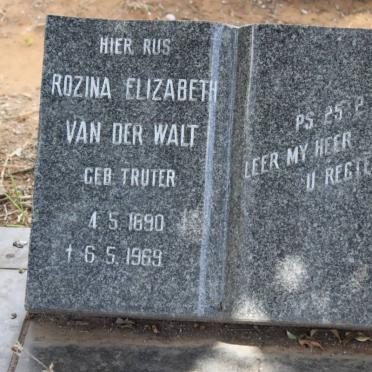 HIER RUS
ROZINA ELIZABETH
VAN DER WALT
GEB TRUTER
4.5.1890
† 6.5.1969
PS 25:2
LEER MY HEER
U REGTE